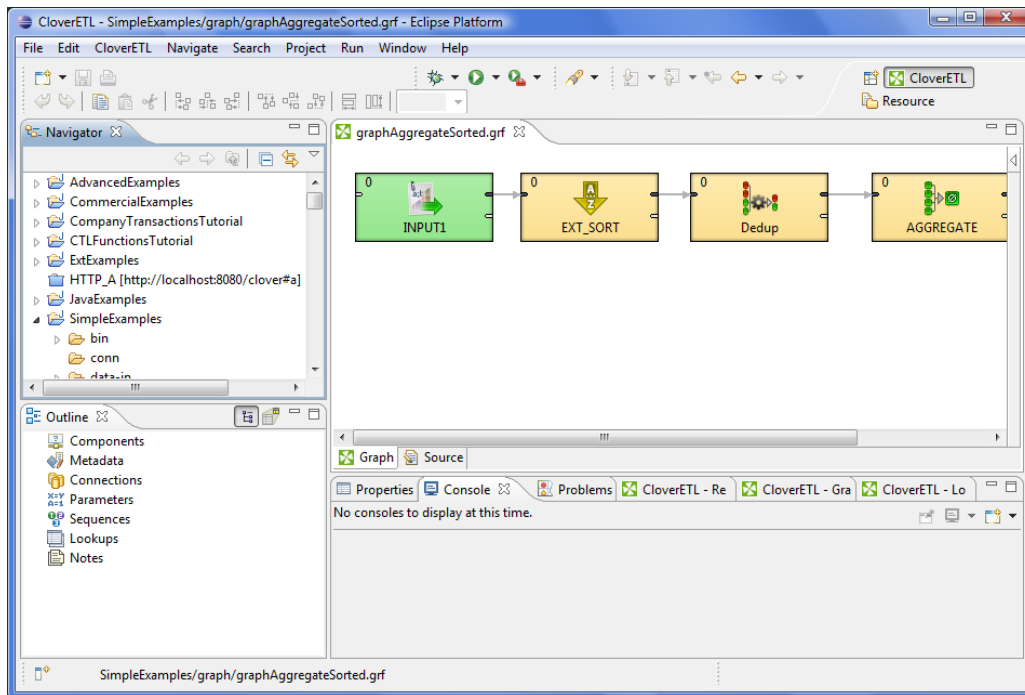 CloverETL - SimpleExamples/graph/graphAggregateSorted.grf - Eclipse Platform
File Edit CloverETL Navigate Search Project Run Window Help
CloverETL
Resource
Navigator
graphAggregateSorted.grf
AdvancedExamples
CommercialExamples
CompanyTransactionsTutorial
CTLFunctionsTutorial
ExtExamples
HTTP_A [http://localhost:8080/clover#a]
JavaExamples
SimpleExamples
bin
conn
data-in
0
INPUT1
0
A
Z
EXT_SORT
0
Dedup
0
AGGREGATE
Graph Source
Outline
Components
Metadata
Connections
X=Y
A=1
Parameters
Sequences
Lookups
Notes
Properties Console Problems CloverETL - Re CloverETL - Gra CloverETL - Lo
No consoles to display at this time.
SimpleExamples/graph/graphAggregateSorted.grf